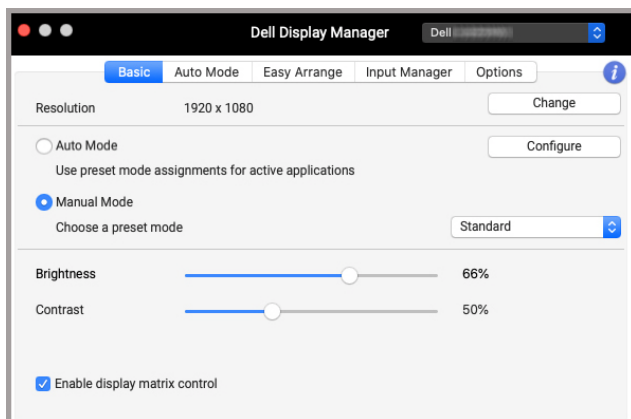 Dell Display Manager Dell
Basic Auto Mode Easy Arrange Input Manager Options i
Resolution 1920 x 1080 Change
Auto Mode Configure
Use preset mode assignments for active applications
Manual Mode
Choose a preset mode Standard
Brightness 66%
Contrast 50%
Enable display matrix control